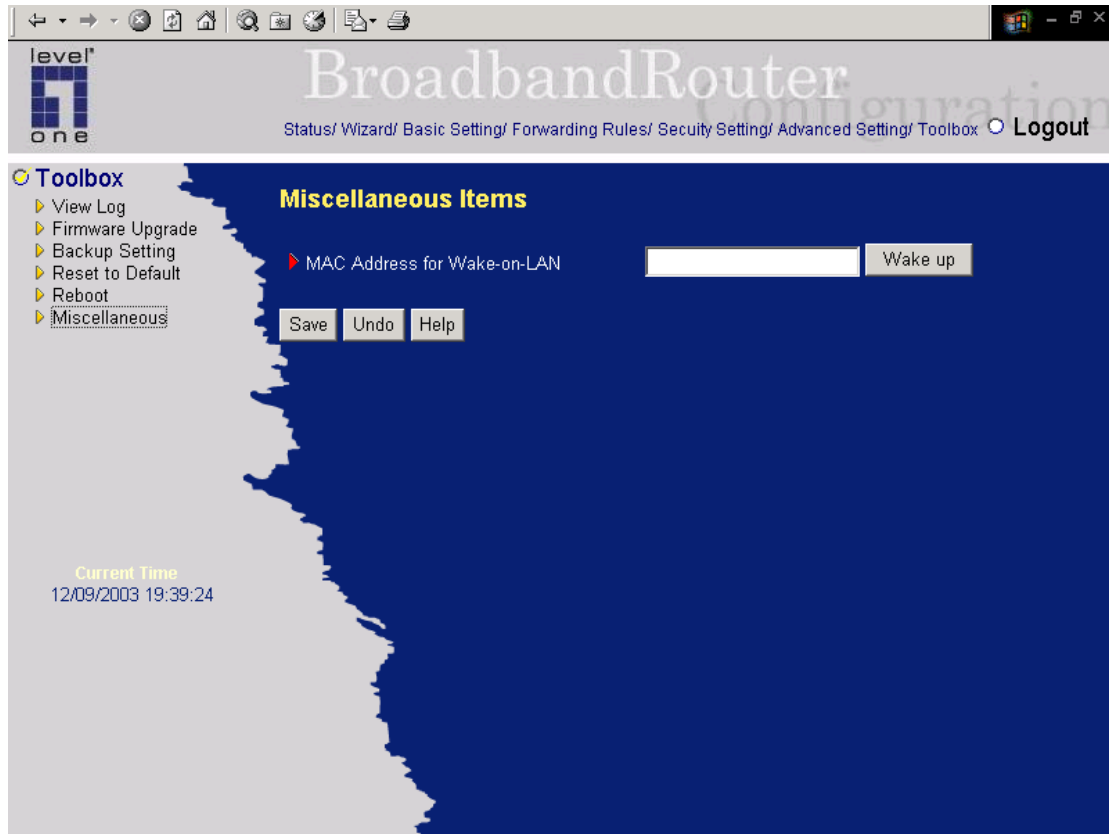 level
one
BroadbandRouter
Configuration
Status/ Wizard/ Basic Setting/ Forwarding Rules/ Secuity Setting/ Advanced Setting/ Toolbox Logout
Toolbox
View Log
Firmware Upgrade
Backup Setting
Reset to Default
Reboot
Miscellaneous
Current Time
12/09/2003 19:39:24
Miscellaneous Items
MAC Address for Wake-on-LAN Wake up
Save Undo Help